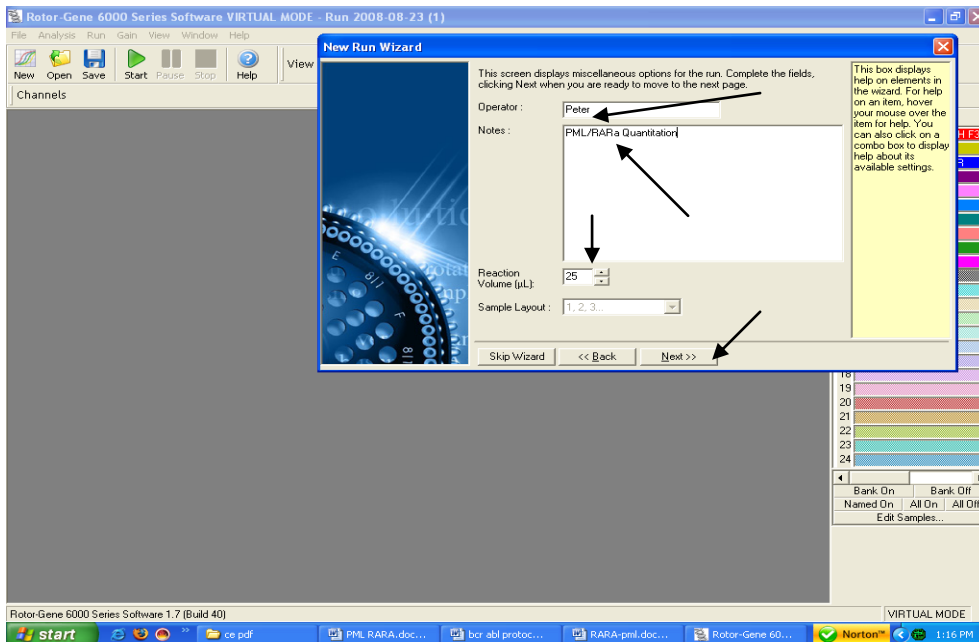 Rotor-Gene 6000 Series Software VIRTUAL MODE - Run 2008-08-23 (1)
File Analysis Run Gain View Window Help
New Open Save Start Pause Stop Help View
Channels
New Run Wizard
This screen displays miscellaneous options for the run. Complete the fields,
clicking Next when you are ready to move to the next page.
Operator :
Peter
Notes :
PML/RARa Quantitation
Reaction
Volume (µL):
25
Sample Layout :
1, 2, 3...
Skip Wizard
<< Back
Next >>
This box displays
help on elements in
the wizard. For help
on an item, hover
your mouse over the
item for help. You
can also click on a
combo box to display
help about its
available settings.
18
19
20
21
22
23
24
Bank On Bank Off
Named On All On All Off
Edit Samples...
Rotor-Gene 6000 Series Software 1.7 (Build 40)
VIRTUAL MODE
start
ce pdf
PML RARA.doc...
bcr abl protoc...
RARA-pml.doc...
Rotor-Gene 60...
Norton™
1:16 PM